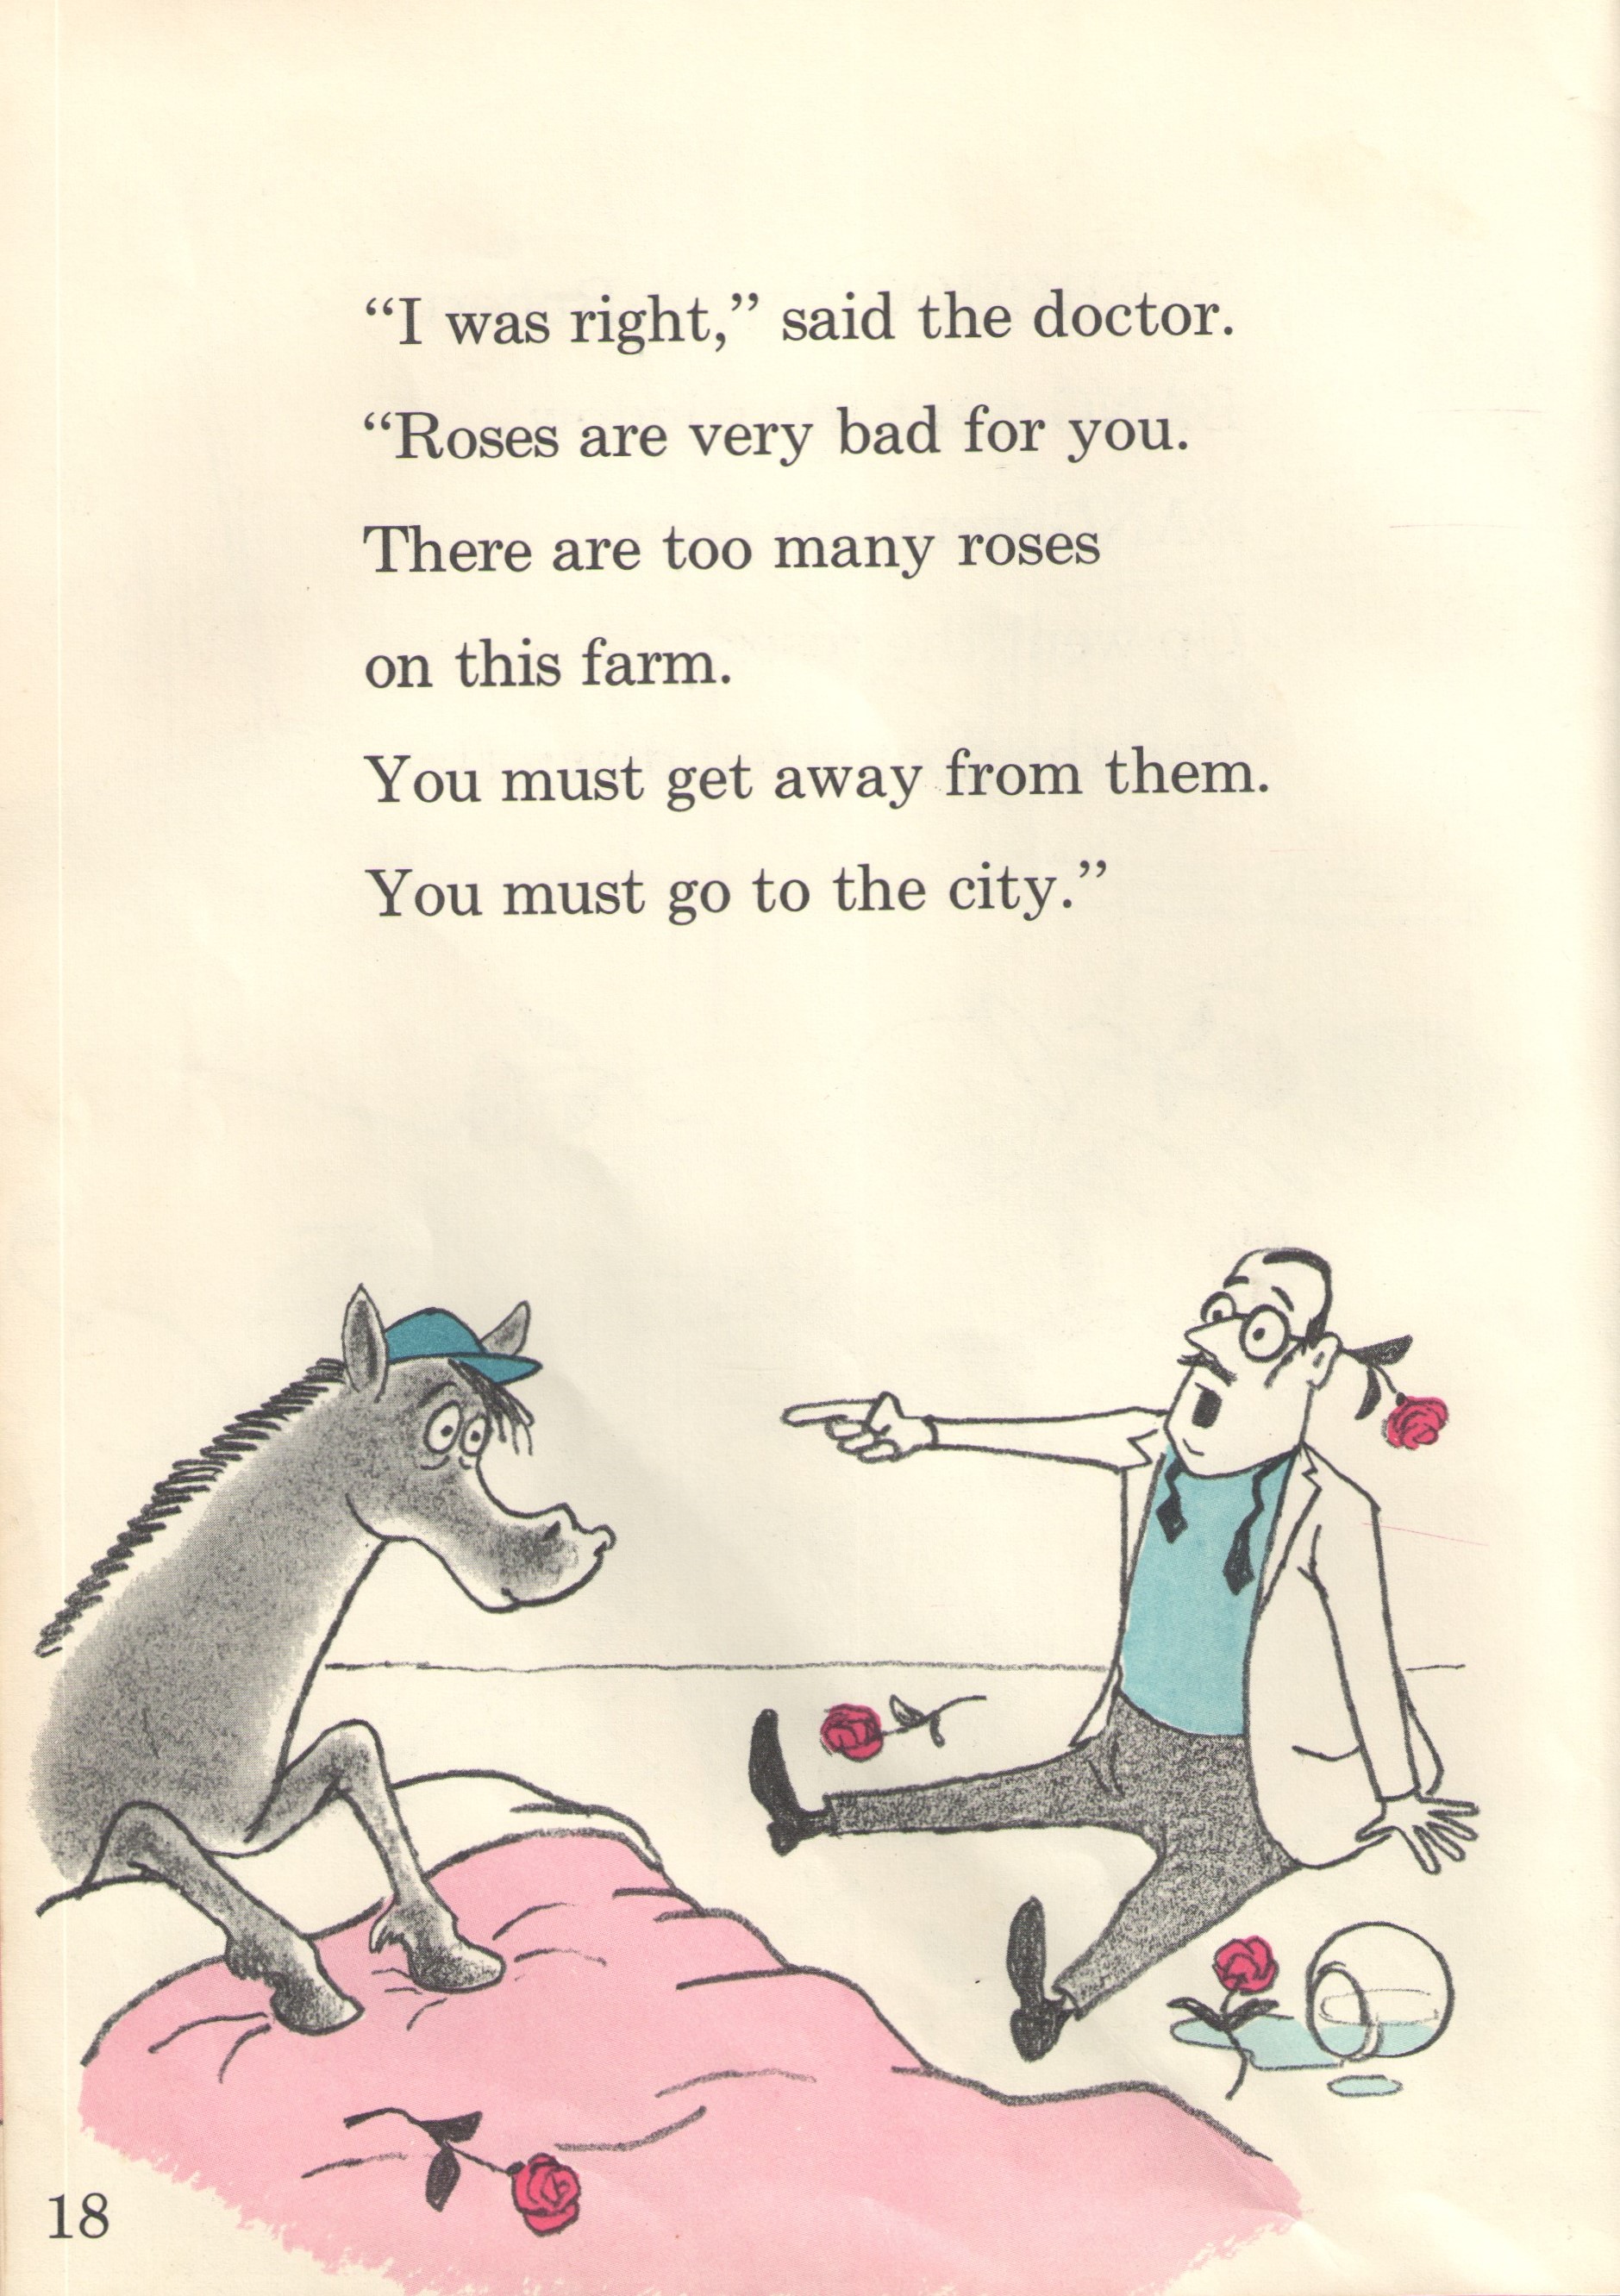 “I was right,” said the doctor.
“Roses are very bad for you.
There are too many roses
on this farm.
You must get away from them.
You must go to the city.”
18